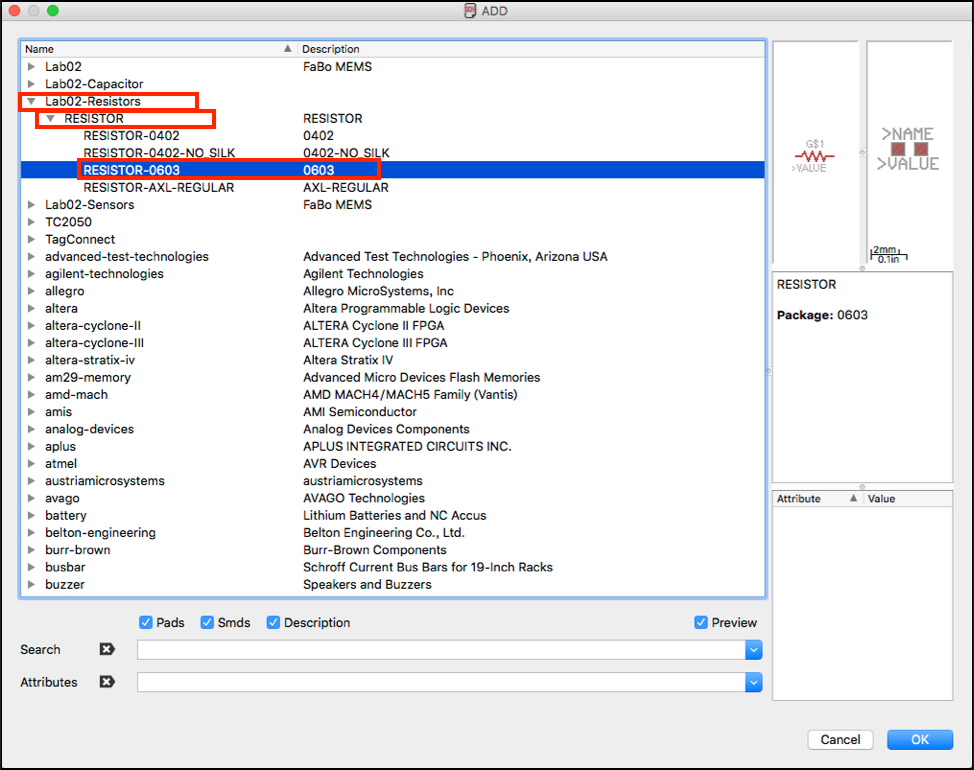 ADD
Name Description
Lab02 FaBo MEMS
Lab02-Capacitor
Lab02-Resistors
RESISTOR RESISTOR
RESISTOR-0402 0402
RESISTOR-0402-NO_SILK 0402-NO_SILK
RESISTOR-0603 0603
RESISTOR-AXL-REGULAR AXL-REGULAR
Lab02-Sensors FaBo MEMS
TC2050
TagConnect
advanced-test-technologies Advanced Test Technologies - Phoenix, Arizona USA
agilent-technologies Agilent Technologies
allegro Allegro MicroSystems, Inc
altera Altera Programmable Logic Devices
altera-cyclone-II ALTERA Cyclone II FPGA
altera-cyclone-III ALTERA Cyclone III FPGA
altera-stratix-iv Altera Stratix IV
am29-memory Advanced Micro Devices Flash Memories
amd-mach AMD MACH4/MACH5 Family (Vantis)
amis AMI Semiconductor
analog-devices Analog Devices Components
aplus APLUS INTEGRATED CIRCUITS INC.
atmel AVR Devices
austriamicrosystems austriamicrosystems
avago AVAGO Technologies
battery Lithium Batteries and NC Accus
belton-engineering Belton Engineering Co., Ltd.
burr-brown Burr-Brown Components
busbar Schroff Current Bus Bars for 19-Inch Racks
buzzer Speakers and Buzzers
G$1
>VALUE
>NAME
>VALUE
2mm
0.1in
RESISTOR
Package: 0603
Attribute Value
Pads Smds Description Preview
Search
Attributes
Cancel OK